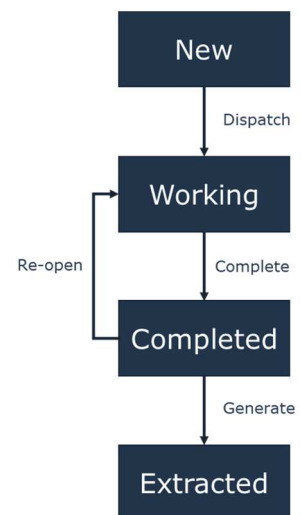 New
Dispatch
Working
Re-open
Complete
Completed
Generate
Extracted